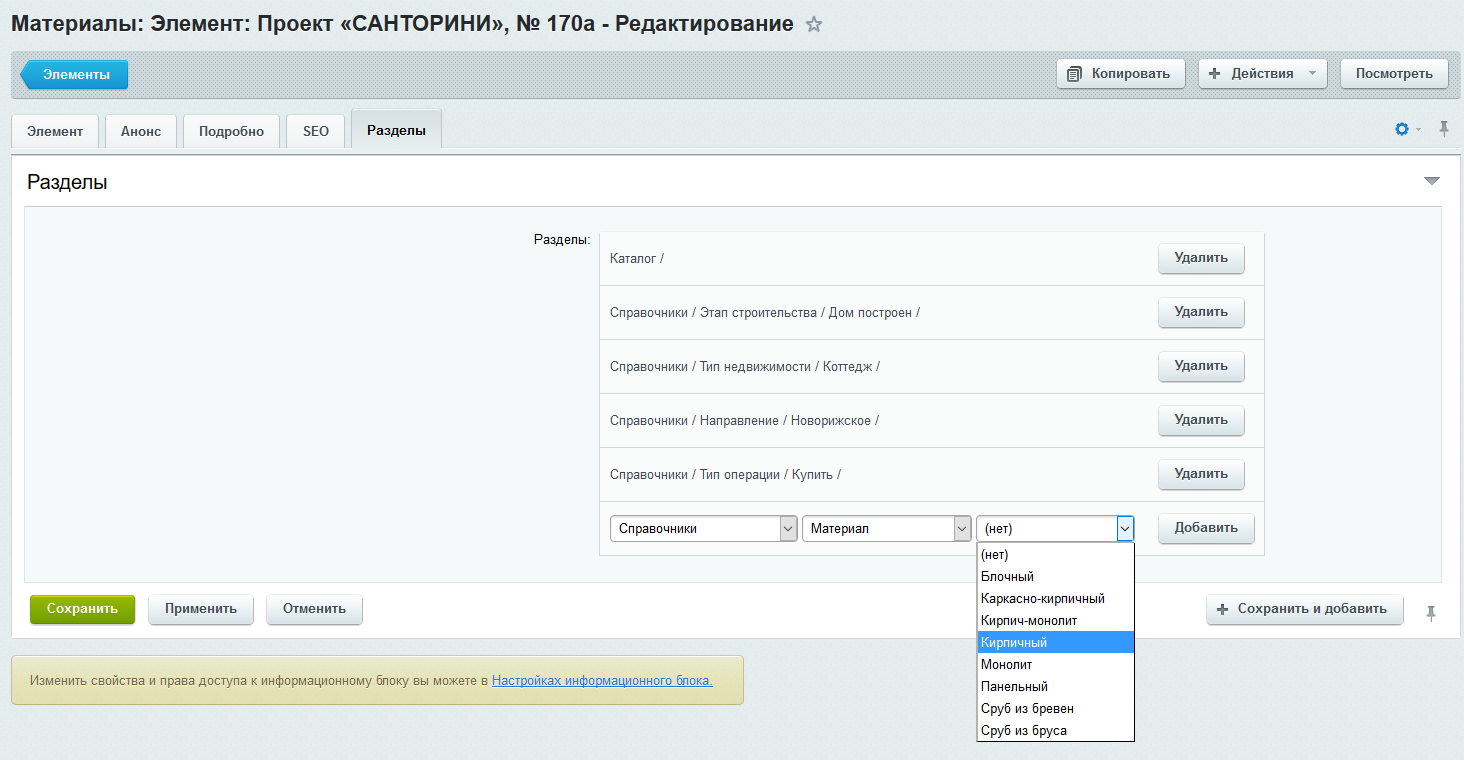 Материалы: Элемент: Проект «САНТОРИНИ», № 170а - Редактирование
Элементы
Копировать
Действия
Посмотреть
Элемент
Анонс
Подробно
SEO
Разделы
Разделы
Разделы:
Каталог /
Удалить
Справочники / Этап строительства / Дом построен /
Удалить
Справочники / Тип недвижимости / Коттедж /
Удалить
Справочники / Направление / Новорижское /
Удалить
Справочники / Тип операции / Купить /
Удалить
Справочники
Материал
(нет)
Добавить
(нет)
Блочный
Каркасно-кирпичный
Кирпич-монолит
Кирпичный
Монолит
Панельный
Сруб из бревен
Сруб из бруса
Сохранить
Применить
Отменить
Сохранить и добавить
Изменить свойства и права доступа к информационному блоку вы можете в Настройках информационного блока.